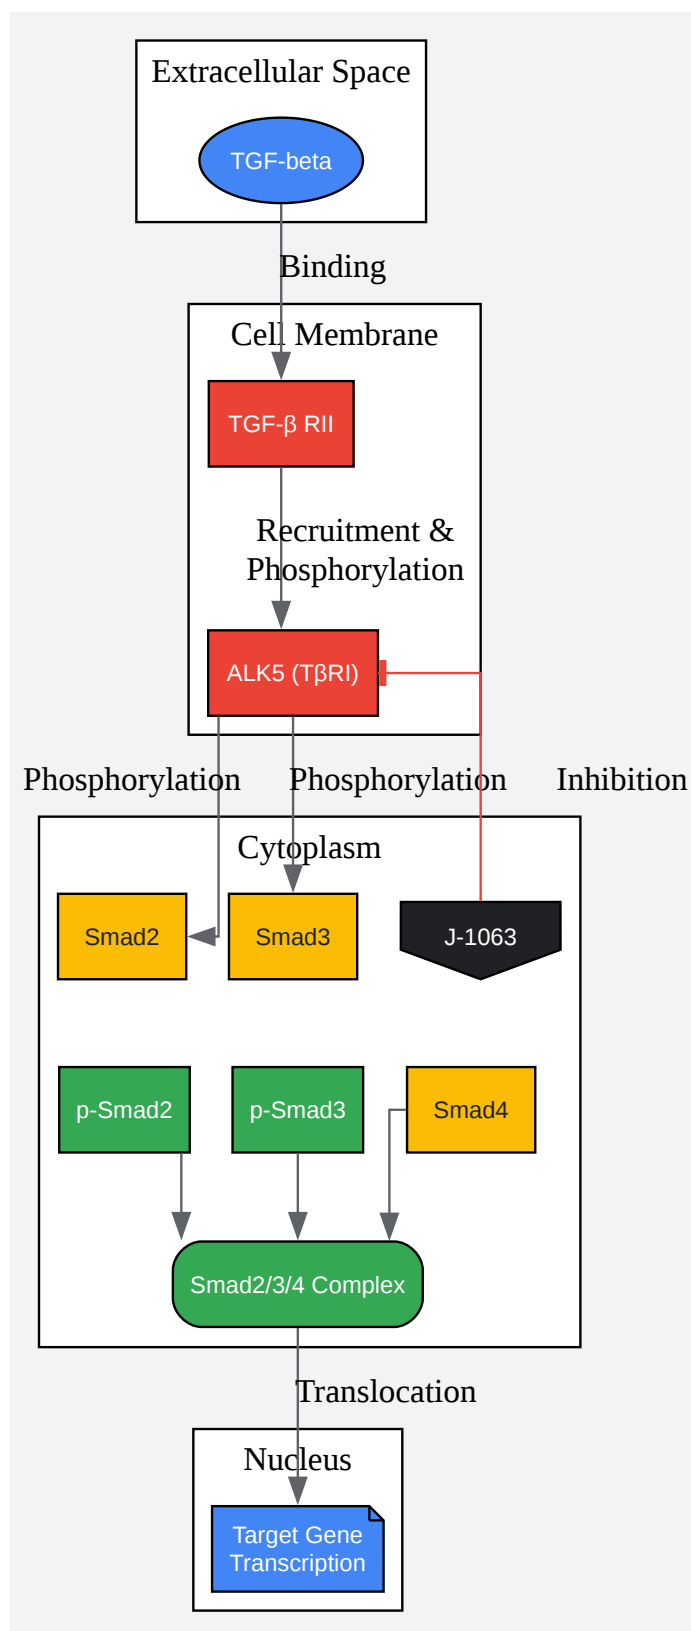 Extracellular Space
TGF-beta
Binding
Cell Membrane
TGF-β RII
Recruitment &
Phosphorylation
ALK5 (TβRI)
Phosphorylation
Phosphorylation
Inhibition
Cytoplasm
Smad2
Smad3
J-1063
p-Smad2
p-Smad3
Smad4
Smad2/3/4 Complex
Translocation
Nucleus
Target Gene
Transcription